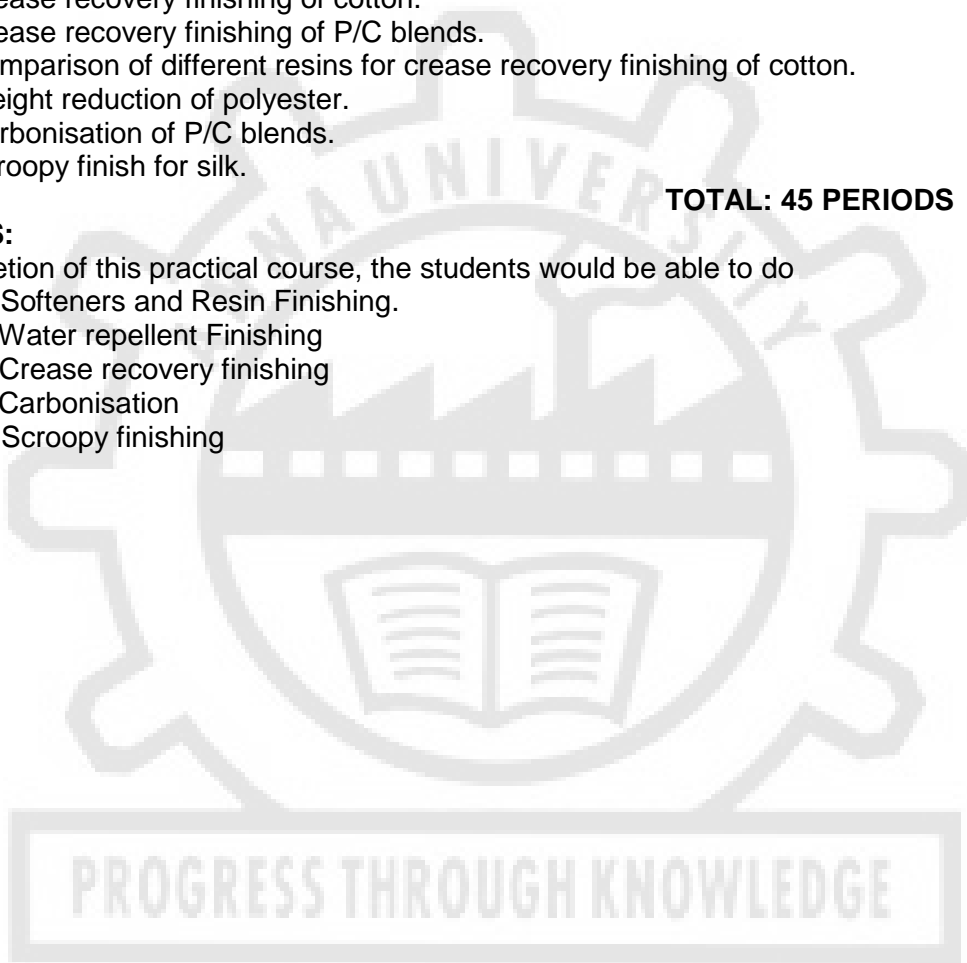 ease recovery finishing of cotton.
ease recovery finishing of P/C blends.
mparison of different resins for crease recovery finishing of cotton.
eight reduction of polyester.
rbonisation of P/C blends.
roopy finish for silk.
TOTAL: 45 PERIODS
S:
etion of this practical course, the students would be able to do
Softeners and Resin Finishing.
Water repellent Finishing
Crease recovery finishing
Carbonisation
Scroopy finishing
ANNA UNIVERSITY
PROGRESS THROUGH KNOWLEDGE